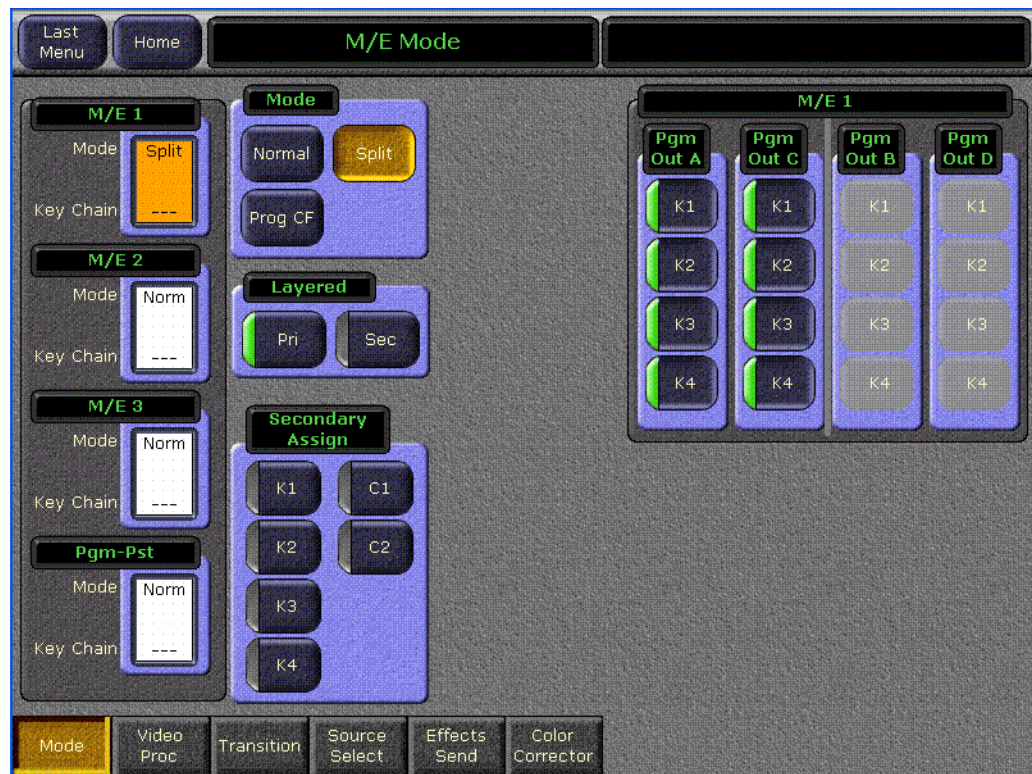 Last
Menu
Home
M/E Mode
M/E 1
Mode
Split
Key Chain
---
M/E 2
Mode
Norm
Key Chain
---
M/E 3
Mode
Norm
Key Chain
---
Pgm-Pst
Mode
Norm
Key Chain
---
Mode
Normal
Split
Prog CF
Layered
Pri
Sec
Secondary
Assign
K1
C1
K2
C2
K3
K4
M/E 1
Pgm
Out A
Pgm
Out C
Pgm
Out B
Pgm
Out D
K1
K1
K1
K1
K2
K2
K2
K2
K3
K3
K3
K3
K4
K4
K4
K4
Mode
Video
Proc
Transition
Source
Select
Effects
Send
Color
Corrector